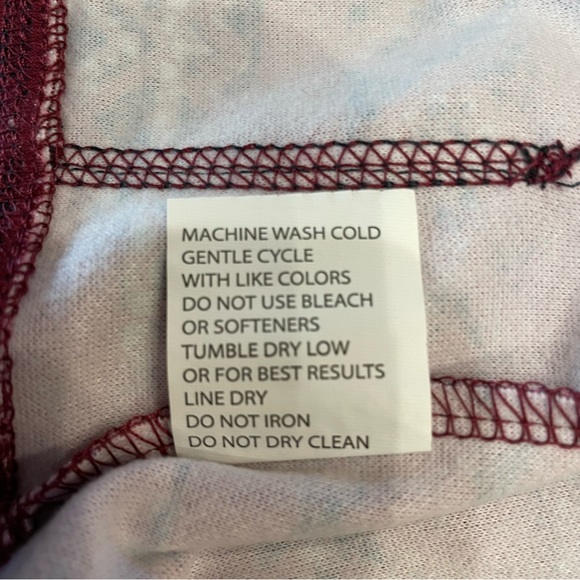 MACHINE WASH COLD
GENTLE CYCLE
WITH LIKE COLORS
DO NOT USE BLEACH
OR SOFTENERS
TUMBLE DRY LOW
OR FOR BEST RESULTS
LINE DRY
DO NOT IRON
DO NOT DRY CLEAN